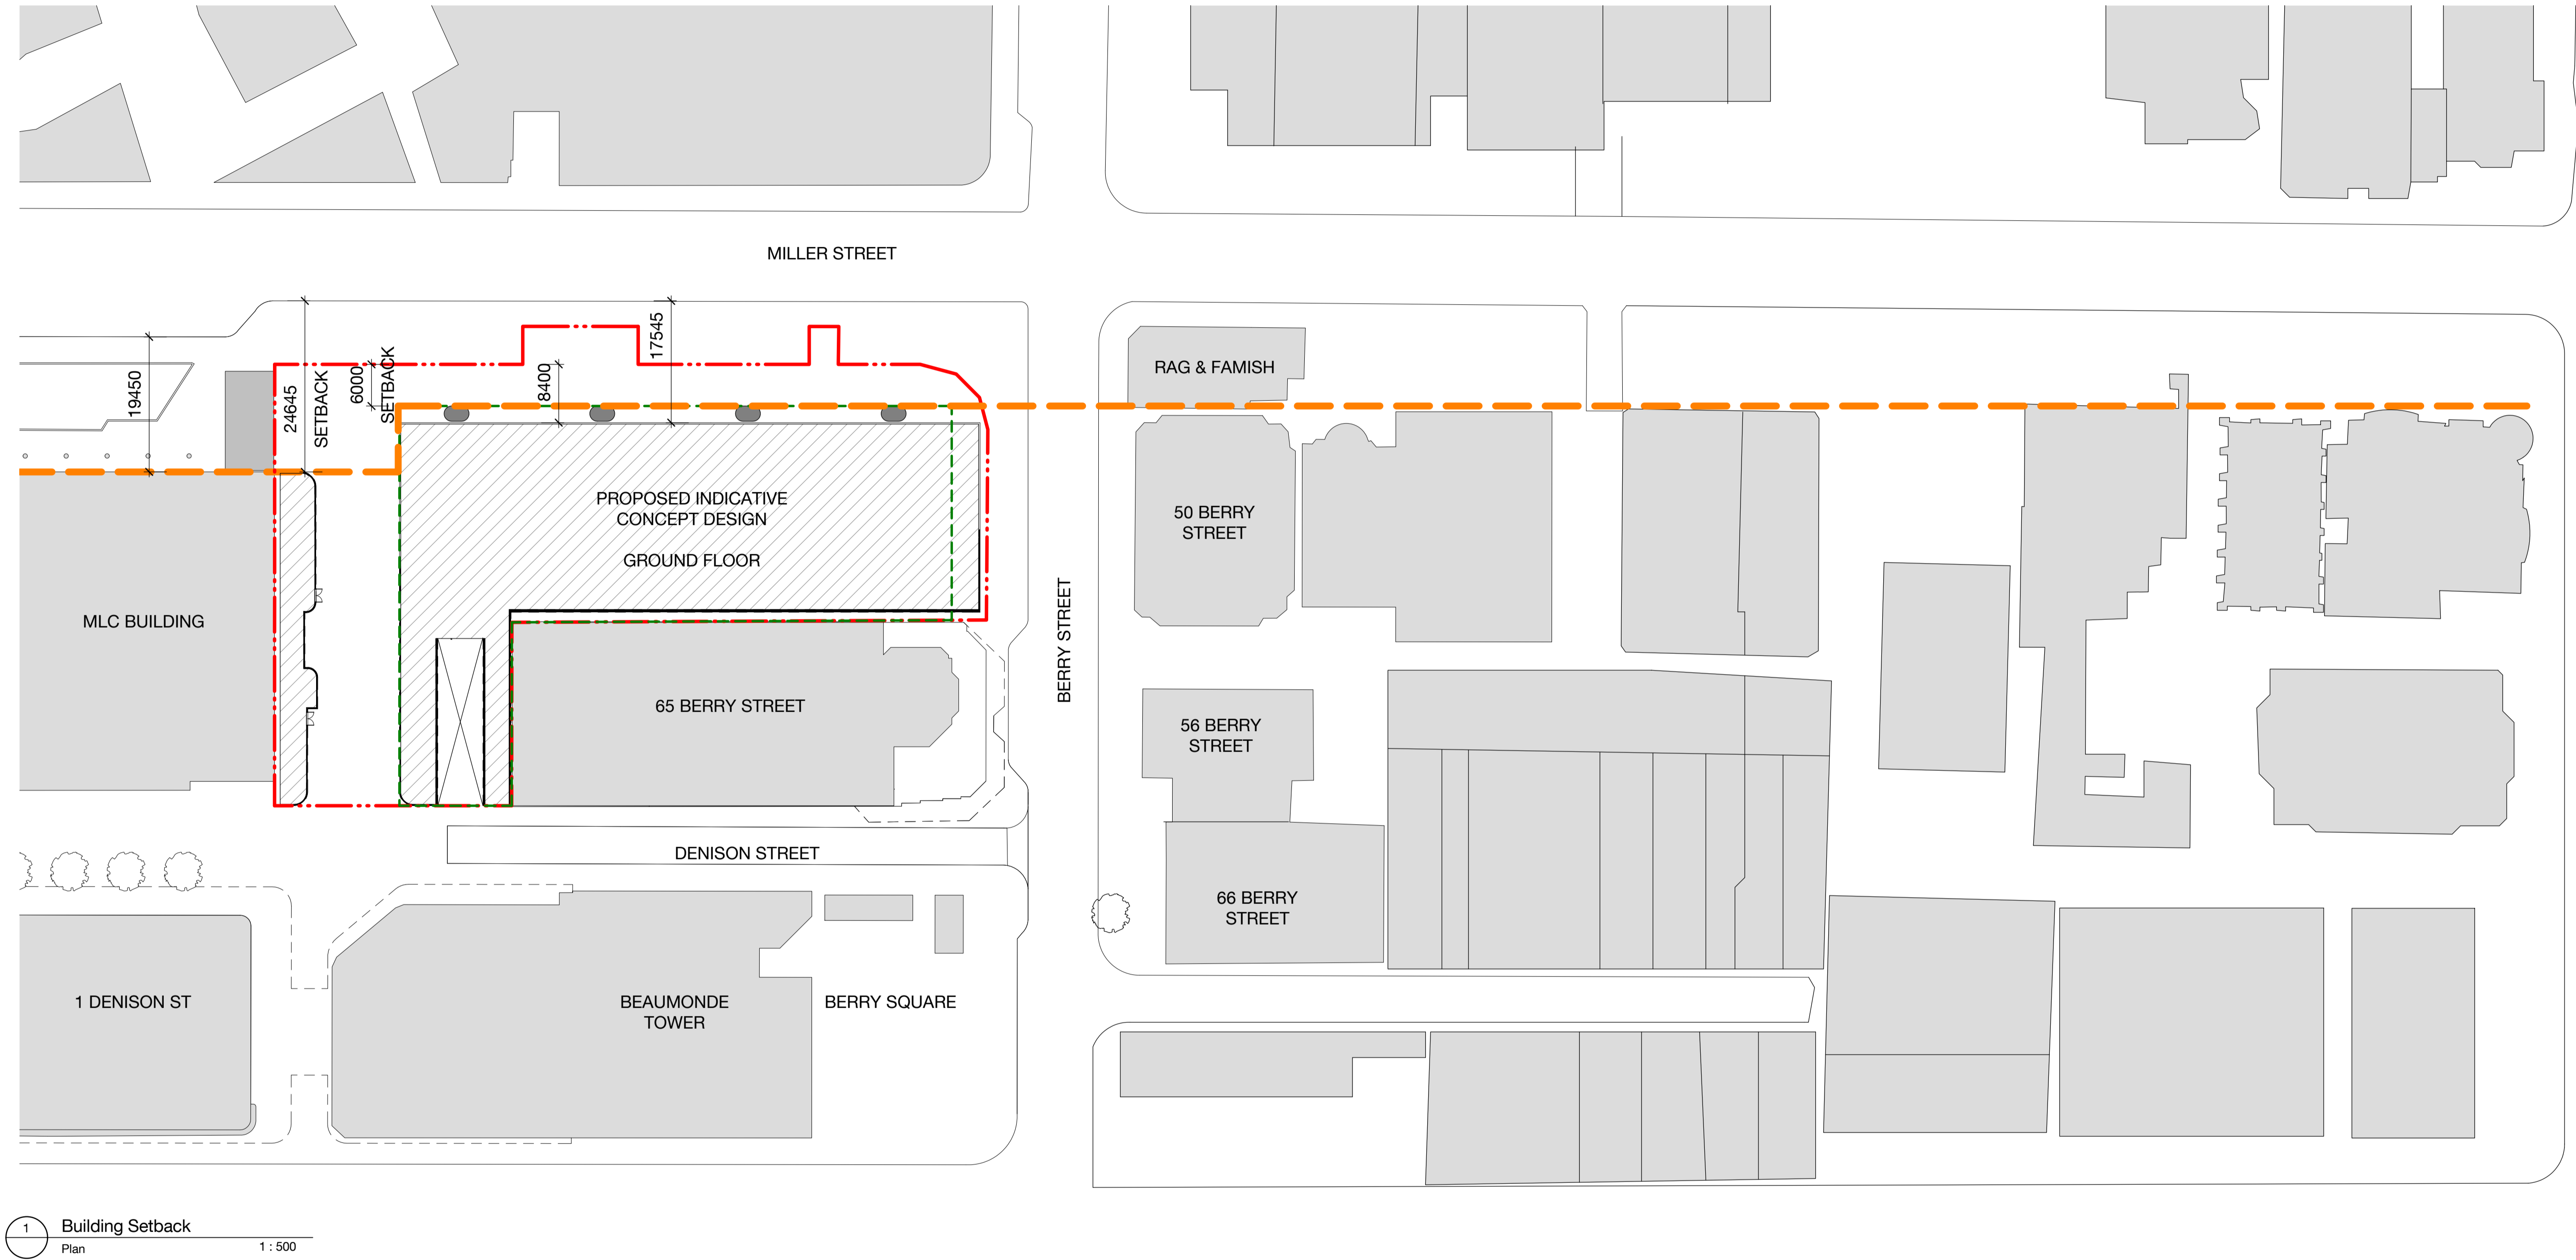 MILLER STREET
19450
24645
SETBACK
6000
SETBACK
8400
17545
RAG & FAMISH
PROPOSED INDICATIVE
CONCEPT DESIGN
GROUND FLOOR
50 BERRY
STREET
MLC BUILDING
BERRY STREET
65 BERRY STREET
56 BERRY
STREET
DENISON STREET
66 BERRY
STREET
1 DENISON ST
BEAUMONDE
TOWER
BERRY SQUARE
1
Building Setback
Plan
1 : 500